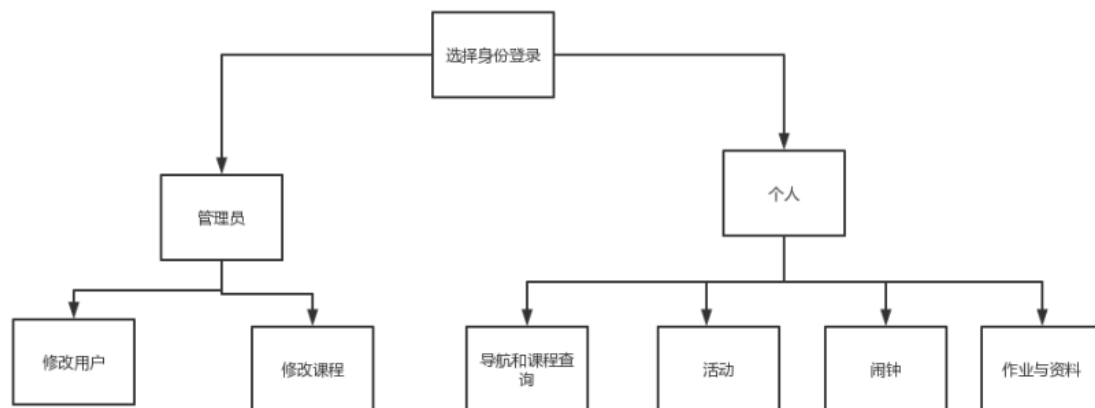 选择身份登录
管理员
个人
修改用户
修改课程
导航和课程查
询
活动
闹钟
作业与资料